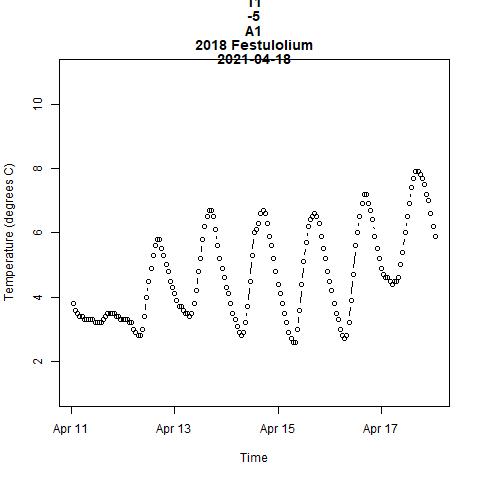 -5
A1
2018 Festulolium
2021-04-18
Temperature (degrees C)
10
8
6
4
2
Apr 11
Apr 13
Apr 15
Apr 17
Time